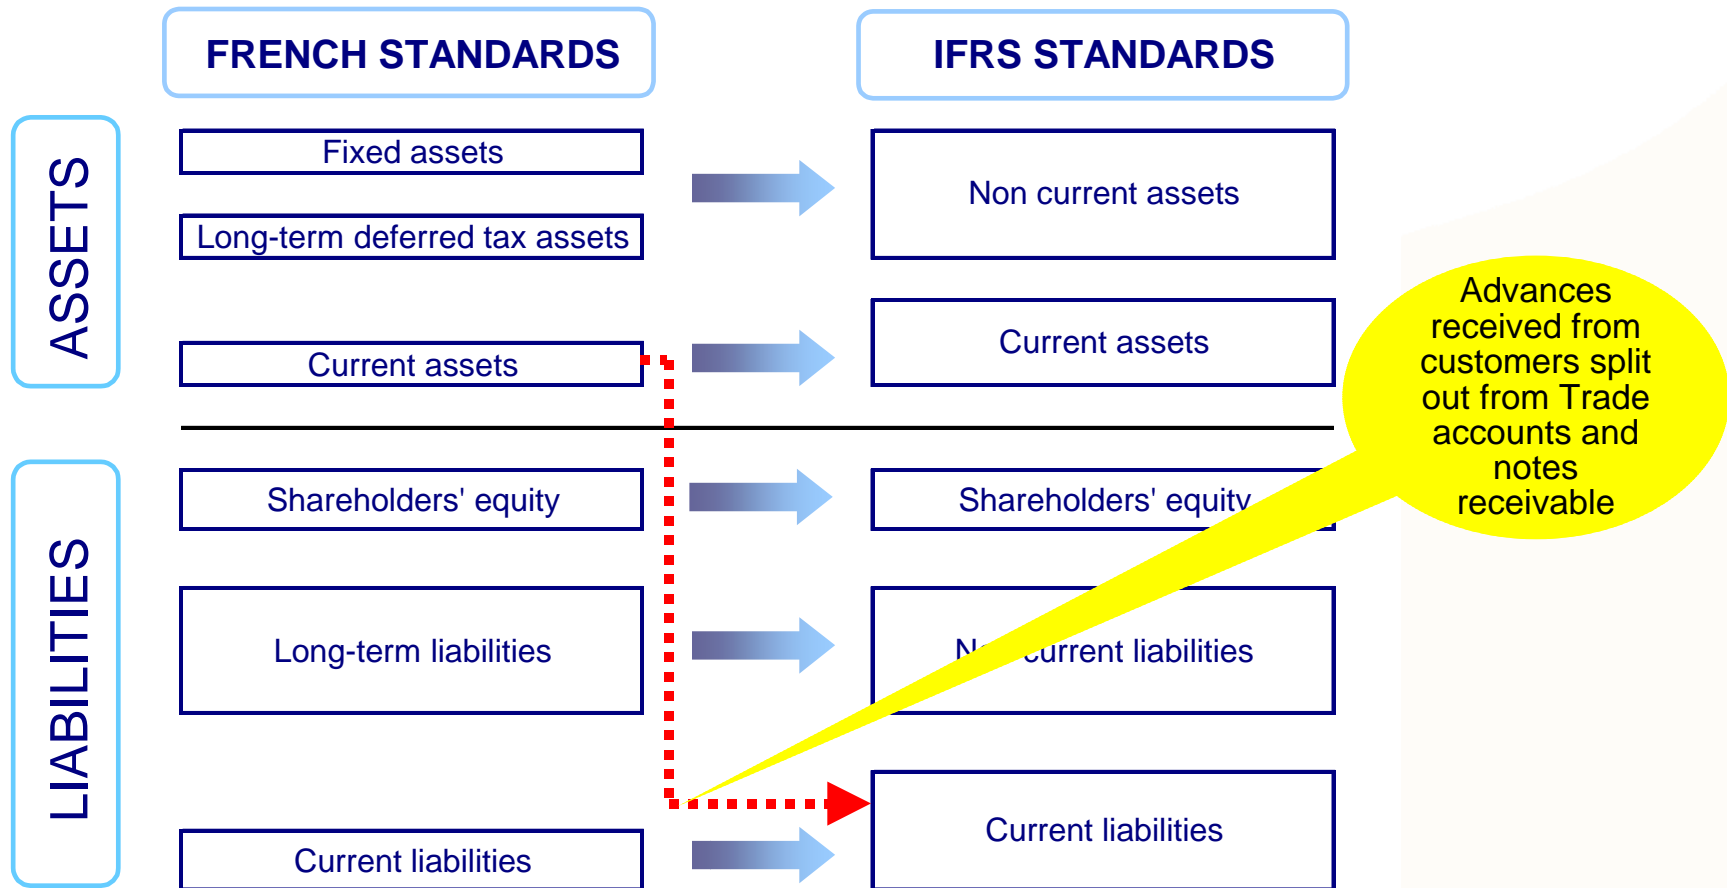 FRENCH STANDARDS
IFRS STANDARDS
ASSETS
Fixed assets
Non current assets
Long-term deferred tax assets
Current assets
Current assets
Advances
received from
customers split
out from Trade
accounts and
notes
receivable
LIABILITIES
Shareholders' equity
Shareholders' equity
Long-term liabilities
Non current liabilities
Current liabilities
Current liabilities